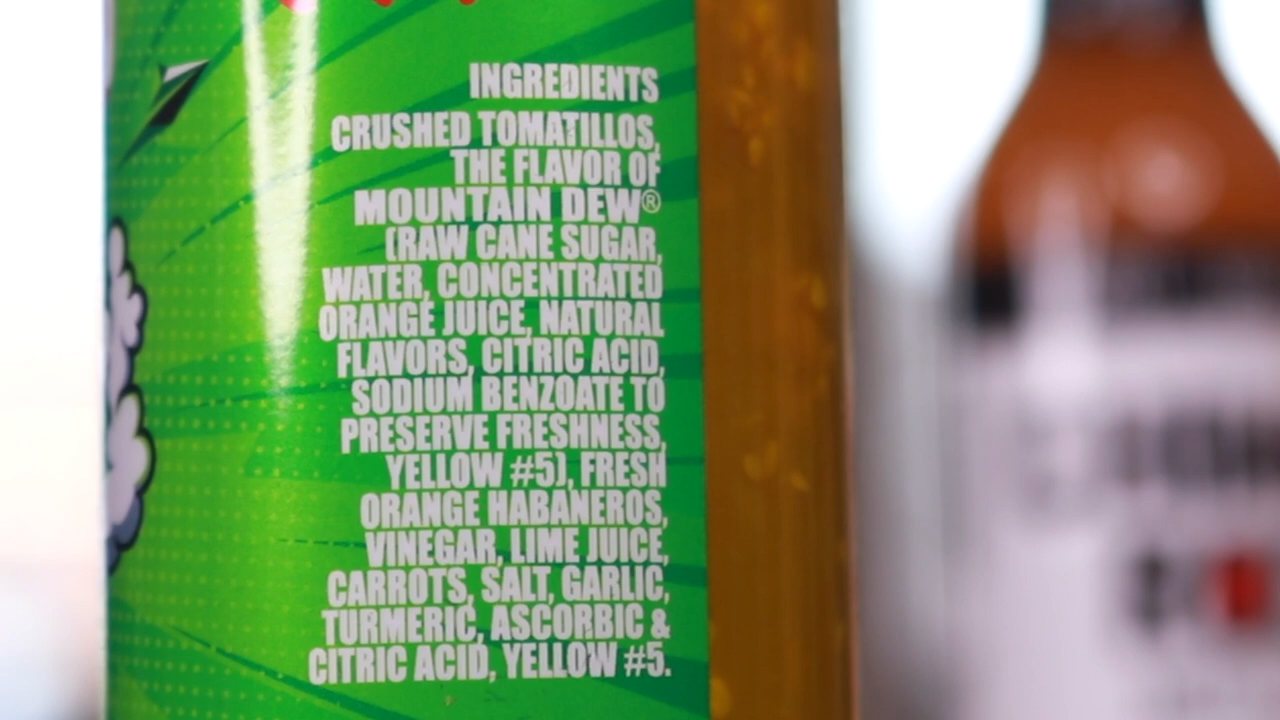 INGREDIENTS
CRUSHED TOMATILLOS,
THE FLAVOR OF
MOUNTAIN DEW®
(RAW CANE SUGAR,
WATER, CONCENTRATED
ORANGE JUICE, NATURAL
FLAVORS, CITRIC ACID,
SODIUM BENZOATE TO
PRESERVE FRESHNESS,
YELLOW #5), FRESH
ORANGE HABANEROS,
VINEGAR, LIME JUICE,
CARROTS, SALT, GARLIC,
TURMERIC, ASCORBIC &
CITRIC ACID, YELLOW #5.